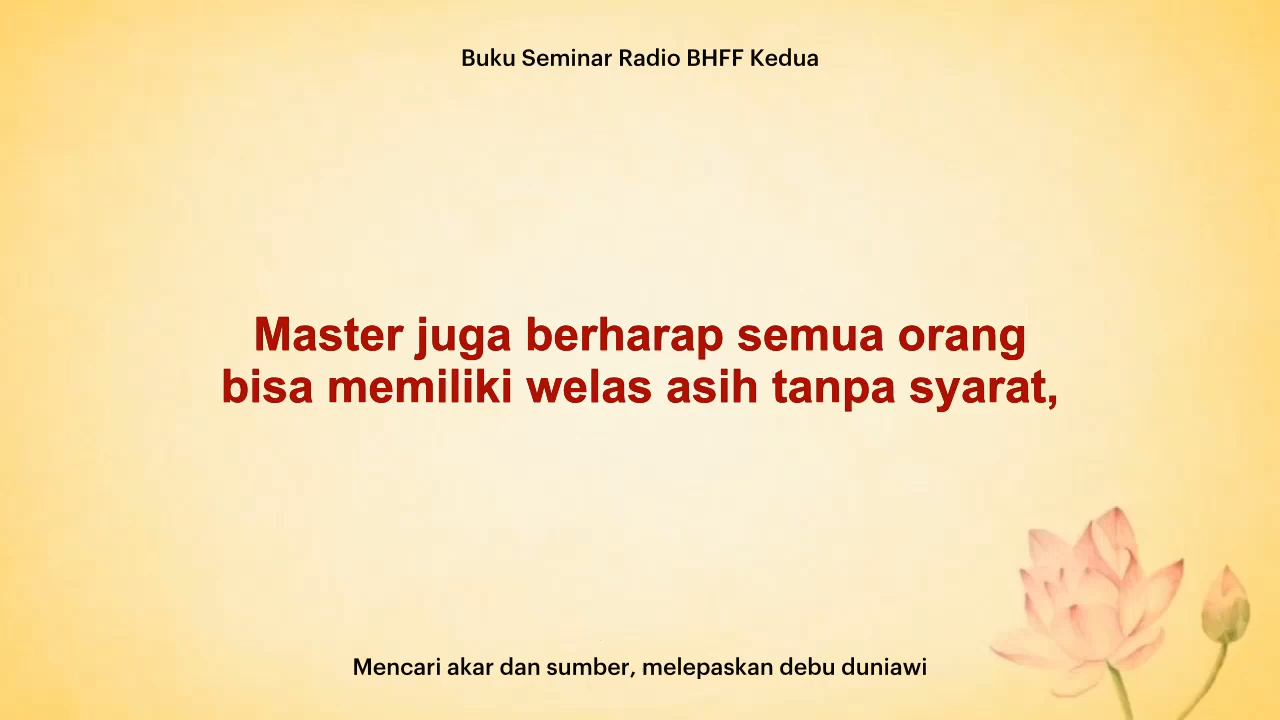 Buku Seminar Radio BHFF Kedua
Master juga berharap semua orang
bisa memiliki welas asih tanpa syarat,
Mencari akar dan sumber, melepaskan debu duniawi